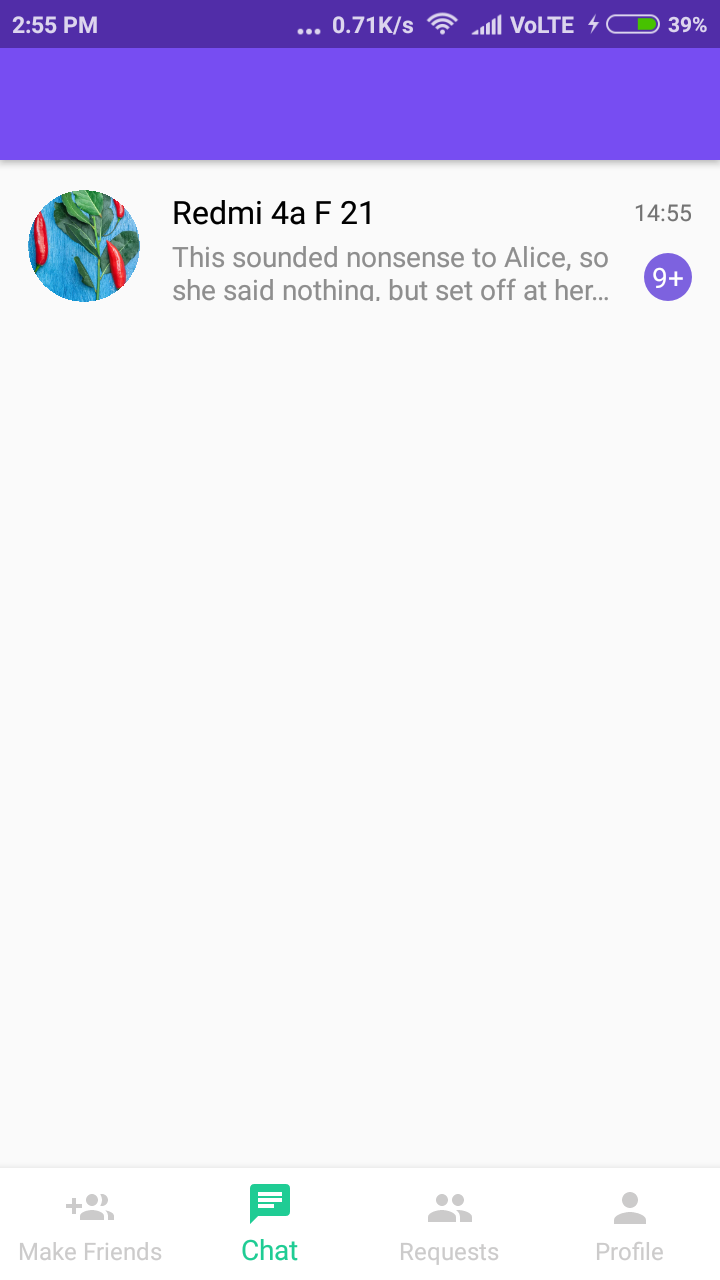 2:55 PM ... 0.71K/s VoLTE 39%
Redmi 4a F 21 14:55
This sounded nonsense to Alice, so
she said nothing, but set off at her...
9+
Make Friends Chat Requests Profile